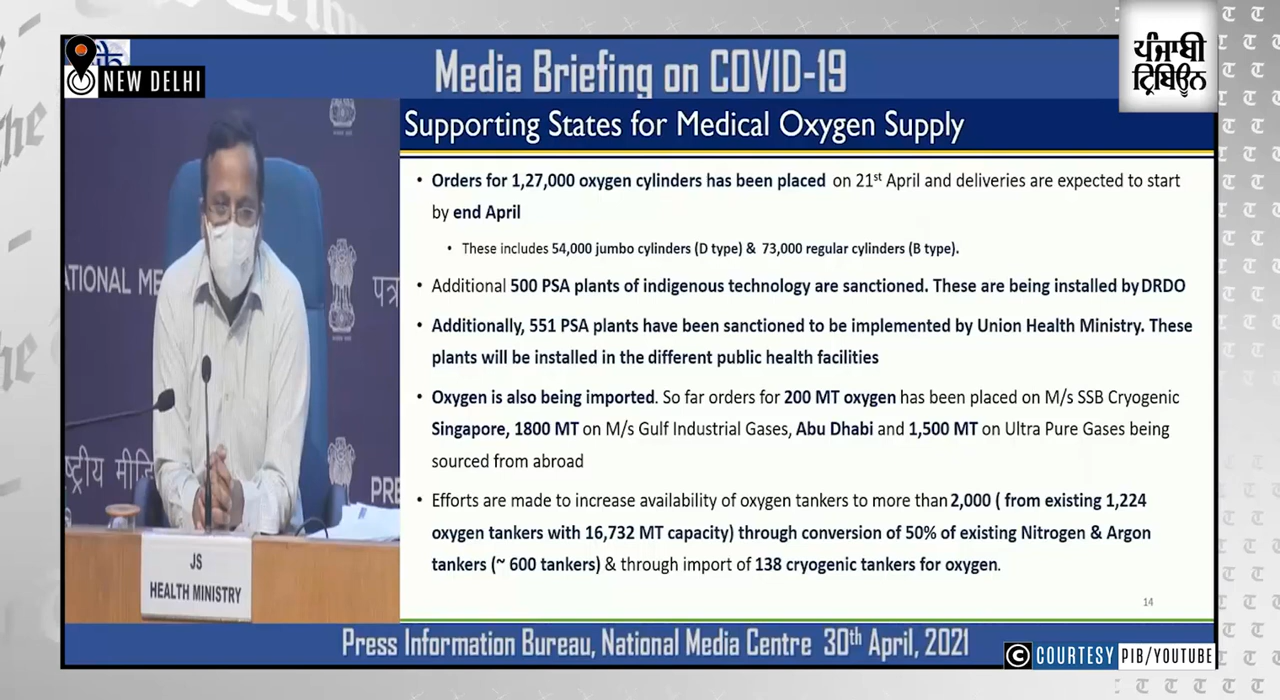 NEW DELHI
Media Briefing on COVID-19
ਪੰਜਾਬੀ
ਟ੍ਰਿਬਿਊਨ
Supporting States for Medical Oxygen Supply
• Orders for 1,27,000 oxygen cylinders has been placed on 21st April and deliveries are expected to start
by end April
• These includes 54,000 jumbo cylinders (D type) & 73,000 regular cylinders (B type).
• Additional 500 PSA plants of indigenous technology are sanctioned. These are being installed by DRDO
• Additionally, 551 PSA plants have been sanctioned to be implemented by Union Health Ministry. These
plants will be installed in the different public health facilities
• Oxygen is also being imported. So far orders for 200 MT oxygen has been placed on M/s SSB Cryogenic
Singapore, 1800 MT on M/s Gulf Industrial Gases, Abu Dhabi and 1,500 MT on Ultra Pure Gases being
sourced from abroad
• Efforts are made to increase availability of oxygen tankers to more than 2,000 ( from existing 1,224
oxygen tankers with 16,732 MT capacity) through conversion of 50% of existing Nitrogen & Argon
tankers (~ 600 tankers) & through import of 138 cryogenic tankers for oxygen.
14
ATIONAL ME
पत्र
ष्ट्रीय मीडि
PRE
JS
HEALTH MINISTRY
Press Information Bureau, National Media Centre 30th April, 2021
© COURTESY PIB/YOUTUBE